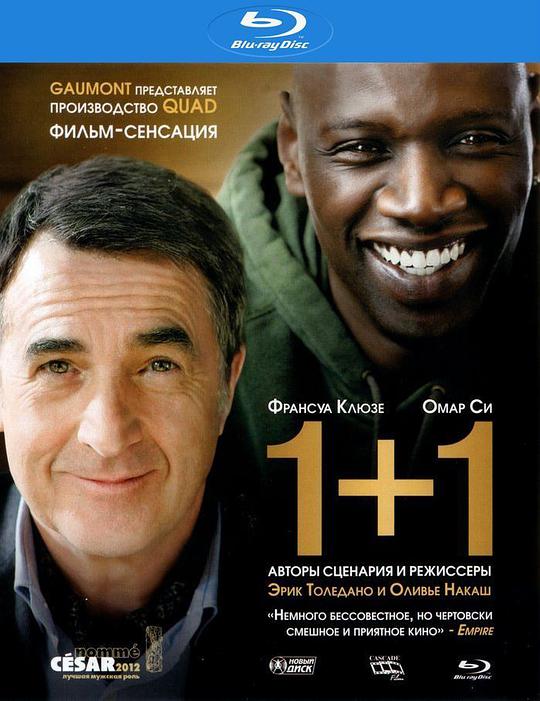 Blu-ray Disc
GAUMONT ПРЕДСТАВЛЯЕТ
ПРОИЗВОДСТВО QUAD
ФИЛЬМ-СЕНСАЦИЯ
ФРАНСУА КЛЮЗЕ ОМАР СИ
1+1
АВТОРЫ СЦЕНАРИЯ И РЕЖИССЕРЫ
ЭРИК ТОЛЕДАНО И ОЛИВЬЕ НАКАШ
«НЕМНОГО БЕССОВЕСТНОЕ, НО ЧЕРТОВСКИ
СМЕШНОЕ И ПРИЯТНОЕ КИНО» - EMPIRE
nommé
CÉSAR 2012
лучшая мужская роль
НОВЫЙ
ДИСК
CASCADE
Blu-ray Disc